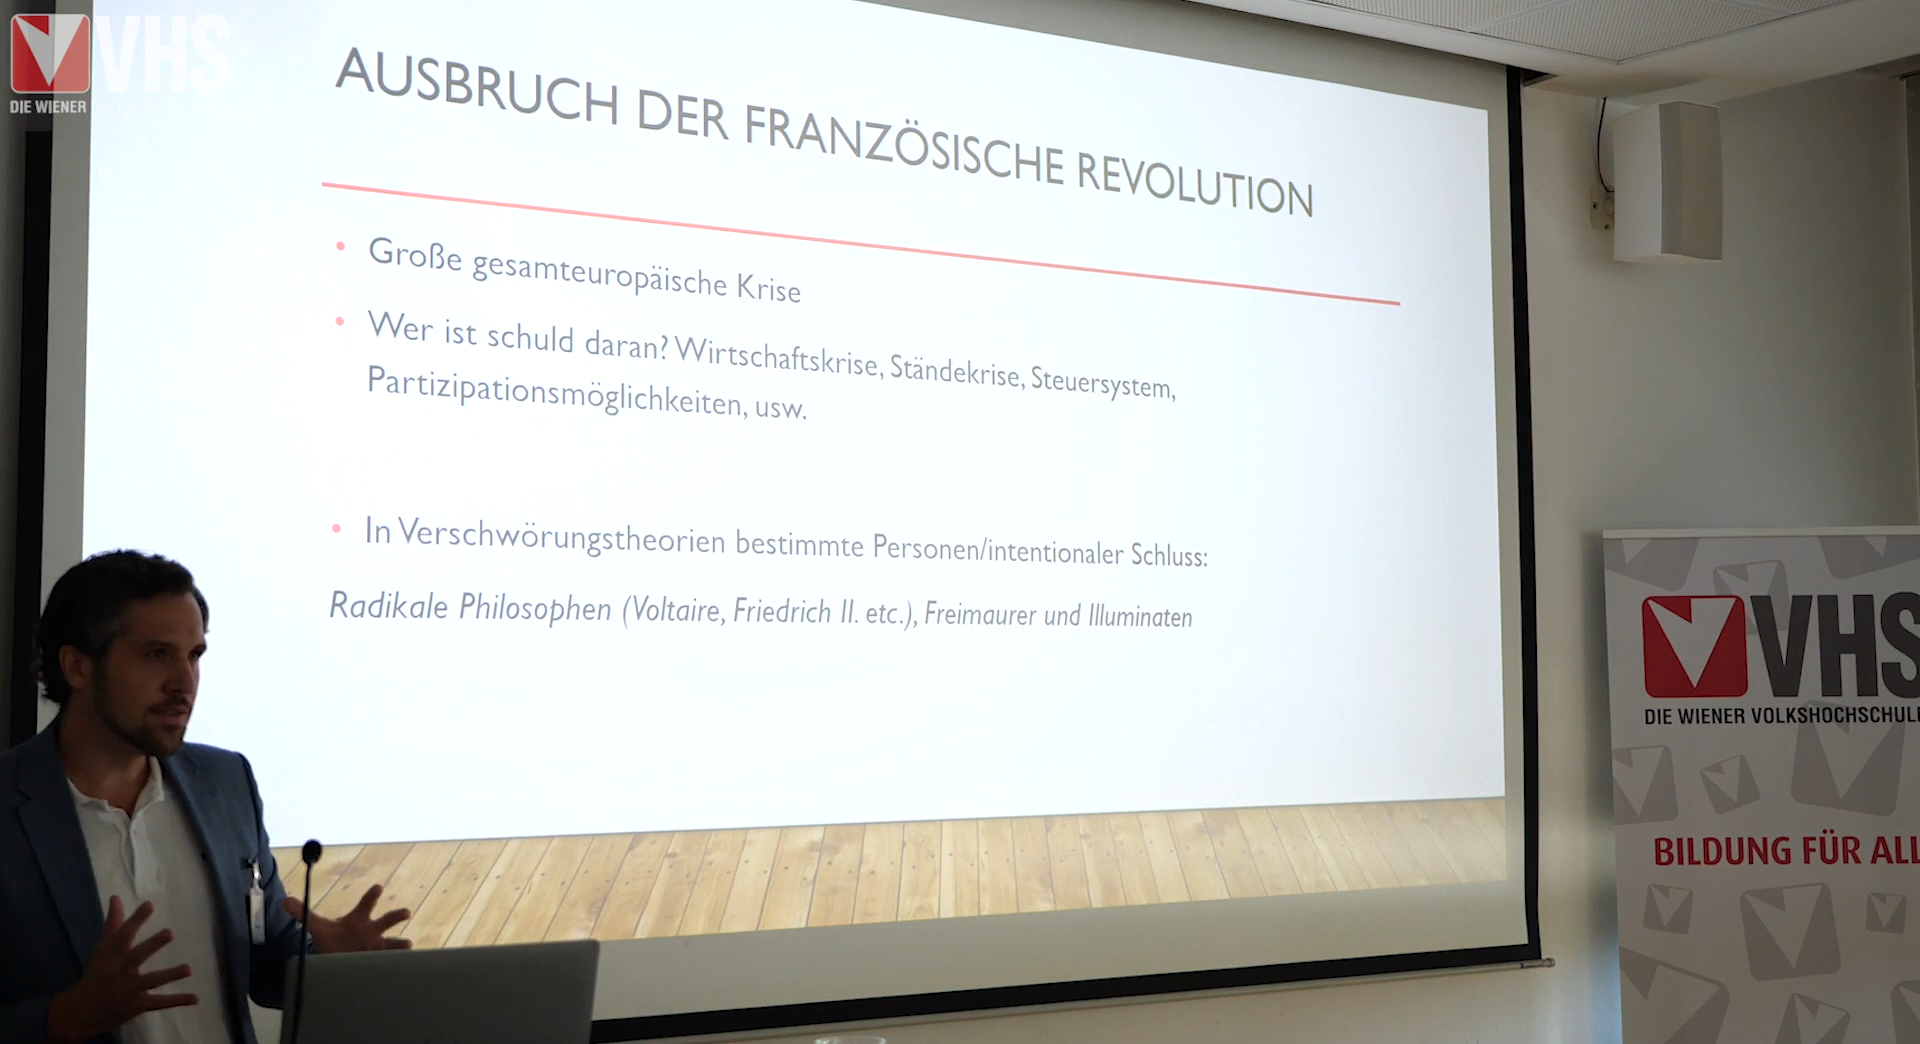 VHS
DIE WIENER
AUSBRUCH DER FRANZÖSISCHE REVOLUTION
• Große gesamteuropäische Krise
• Wer ist schuld daran? Wirtschaftskrise, Ständekrise, Steuersystem,
Partizipationsmöglichkeiten, usw.
• In Verschwörungstheorien bestimmte Personen/intentionaler Schluss:
Radikale Philosophen (Voltaire, Friedrich II. etc.), Freimaurer und Illuminaten
VHS
DIE WIENER VOLKSHOCHSCHULE
BILDUNG FÜR ALL